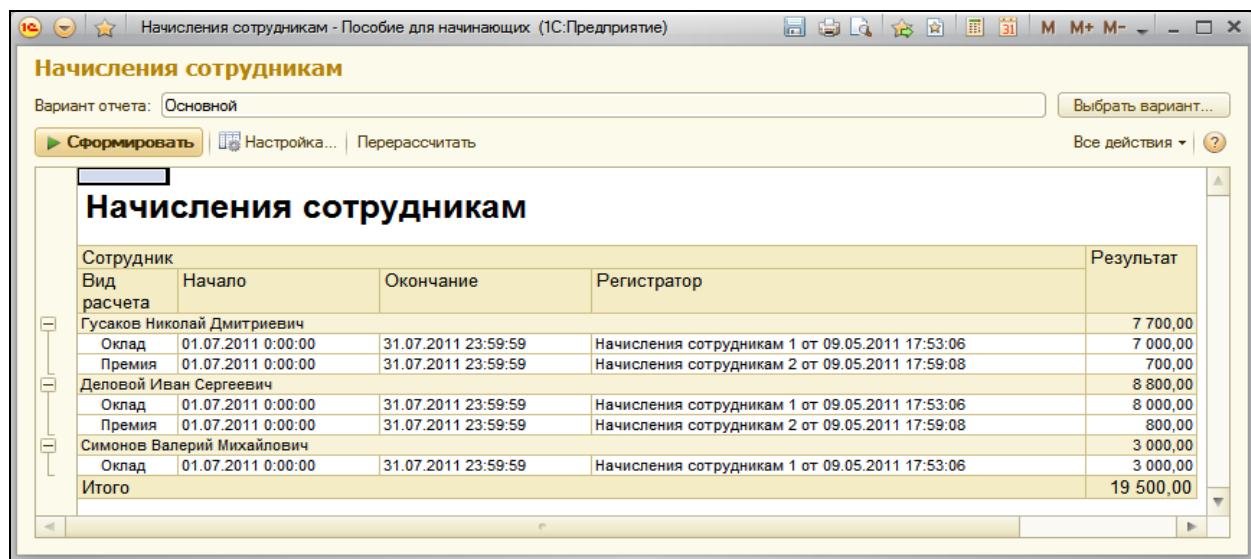 1С Начисления сотрудникам - Пособие для начинающих (1С:Предприятие) 31 M M+ M-
Начисления сотрудникам
Вариант отчета: Основной Выбрать вариант...
Сформировать Настройка... Перерассчитать Все действия ?
Начисления сотрудникам
Сотрудник Результат
Вид расчета Начало Окончание Регистратор
Гусаков Николай Дмитриевич 7 700,00
Оклад 01.07.2011 0:00:00 31.07.2011 23:59:59 Начисления сотрудникам 1 от 09.05.2011 17:53:06 7 000,00
Премия 01.07.2011 0:00:00 31.07.2011 23:59:59 Начисления сотрудникам 2 от 09.05.2011 17:59:08 700,00
Деловой Иван Сергеевич 8 800,00
Оклад 01.07.2011 0:00:00 31.07.2011 23:59:59 Начисления сотрудникам 1 от 09.05.2011 17:53:06 8 000,00
Премия 01.07.2011 0:00:00 31.07.2011 23:59:59 Начисления сотрудникам 2 от 09.05.2011 17:59:08 800,00
Симонов Валерий Михайлович 3 000,00
Оклад 01.07.2011 0:00:00 31.07.2011 23:59:59 Начисления сотрудникам 1 от 09.05.2011 17:53:06 3 000,00
Итого 19 500,00